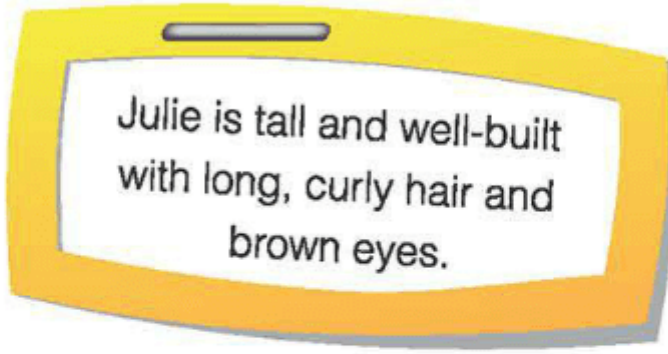 Julie is tall and well-built
with long, curly hair and
brown eyes.